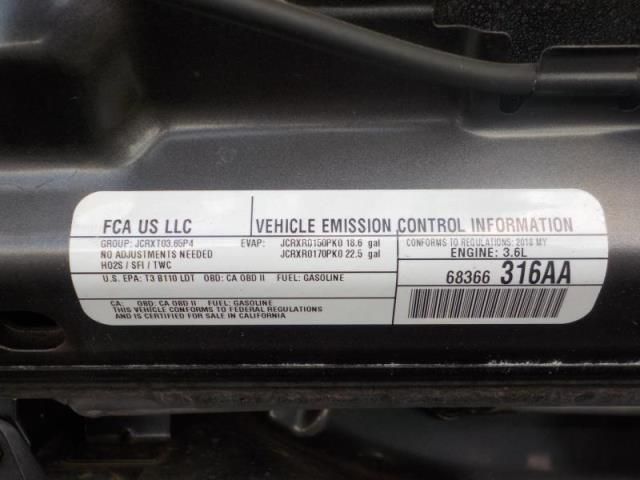 FCA US LLC
VEHICLE EMISSION CONTROL INFORMATION
GROUP: JCRXT03.65P4
EVAP: JCRXR0150PK0 18.6 gal
CONFORMS TO REGULATIONS: 2018 MY
NO ADJUSTMENTS NEEDED
JCRXR0170PK0 22.5 gal
ENGINE: 3.6L
HO2S / SFI / TWC
U.S. EPA: T3 B110 LDT OBD: CA OBD II FUEL: GASOLINE
68366 316AA
CA: OBD: CA OBD II FUEL: GASOLINE
THIS VEHICLE CONFORMS TO FEDERAL REGULATIONS
AND IS CERTIFIED FOR SALE IN CALIFORNIA